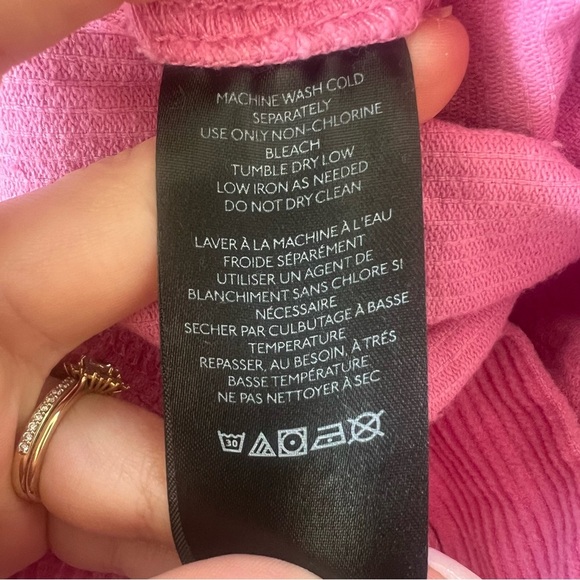 MACHINE WASH COLD
SEPARATELY
USE ONLY NON-CHLORINE
BLEACH
TUMBLE DRY LOW
LOW IRON AS NEEDED
DO NOT DRY CLEAN
LAVER À LA MACHINE À L'EAU
FROIDE SÉPARÉMENT
UTILISER UN AGENT DE
BLANCHIMENT SANS CHLORE SI
NÉCESSAIRE
SECHER PAR CULBUTAGE À BASSE
TEMPERATURE
REPASSER, AU BESOIN, À TRÉS
BASSE TEMPÉRATURE
NE PAS NETTOYER À SEC
30